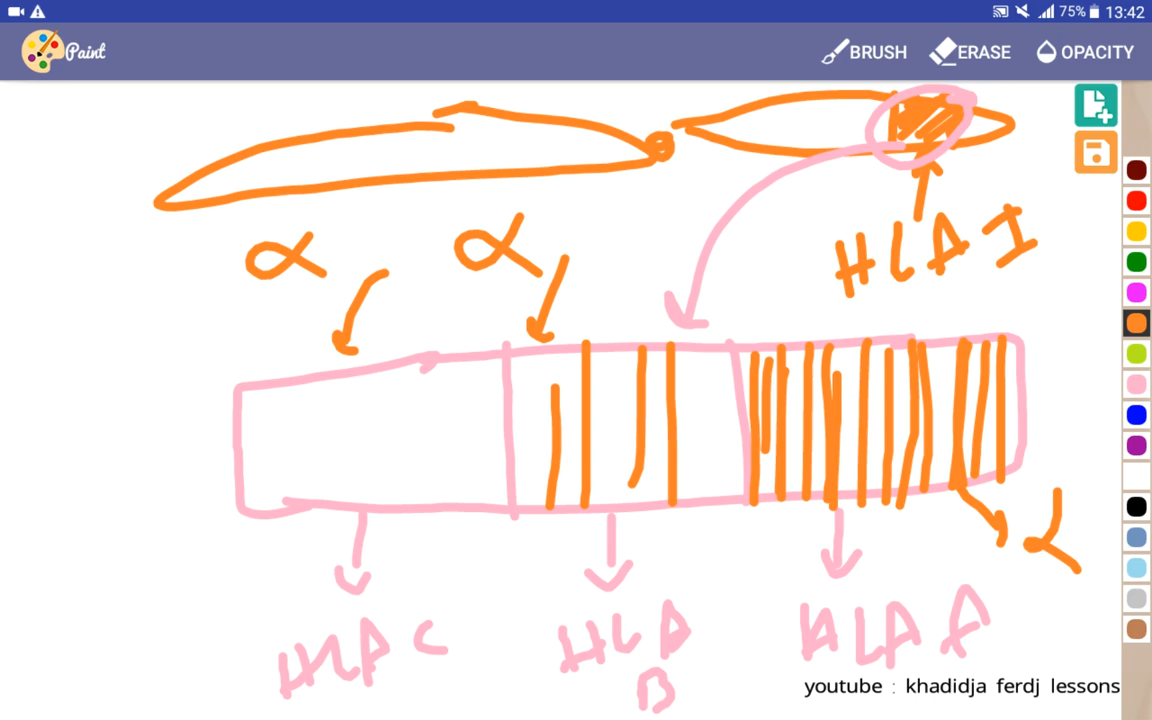 75% 13:42
Paint BRUSH ERASE OPACITY
HLA I
α α
α
HLA C HLA B HLA A
youtube : khadidja ferdj lessons